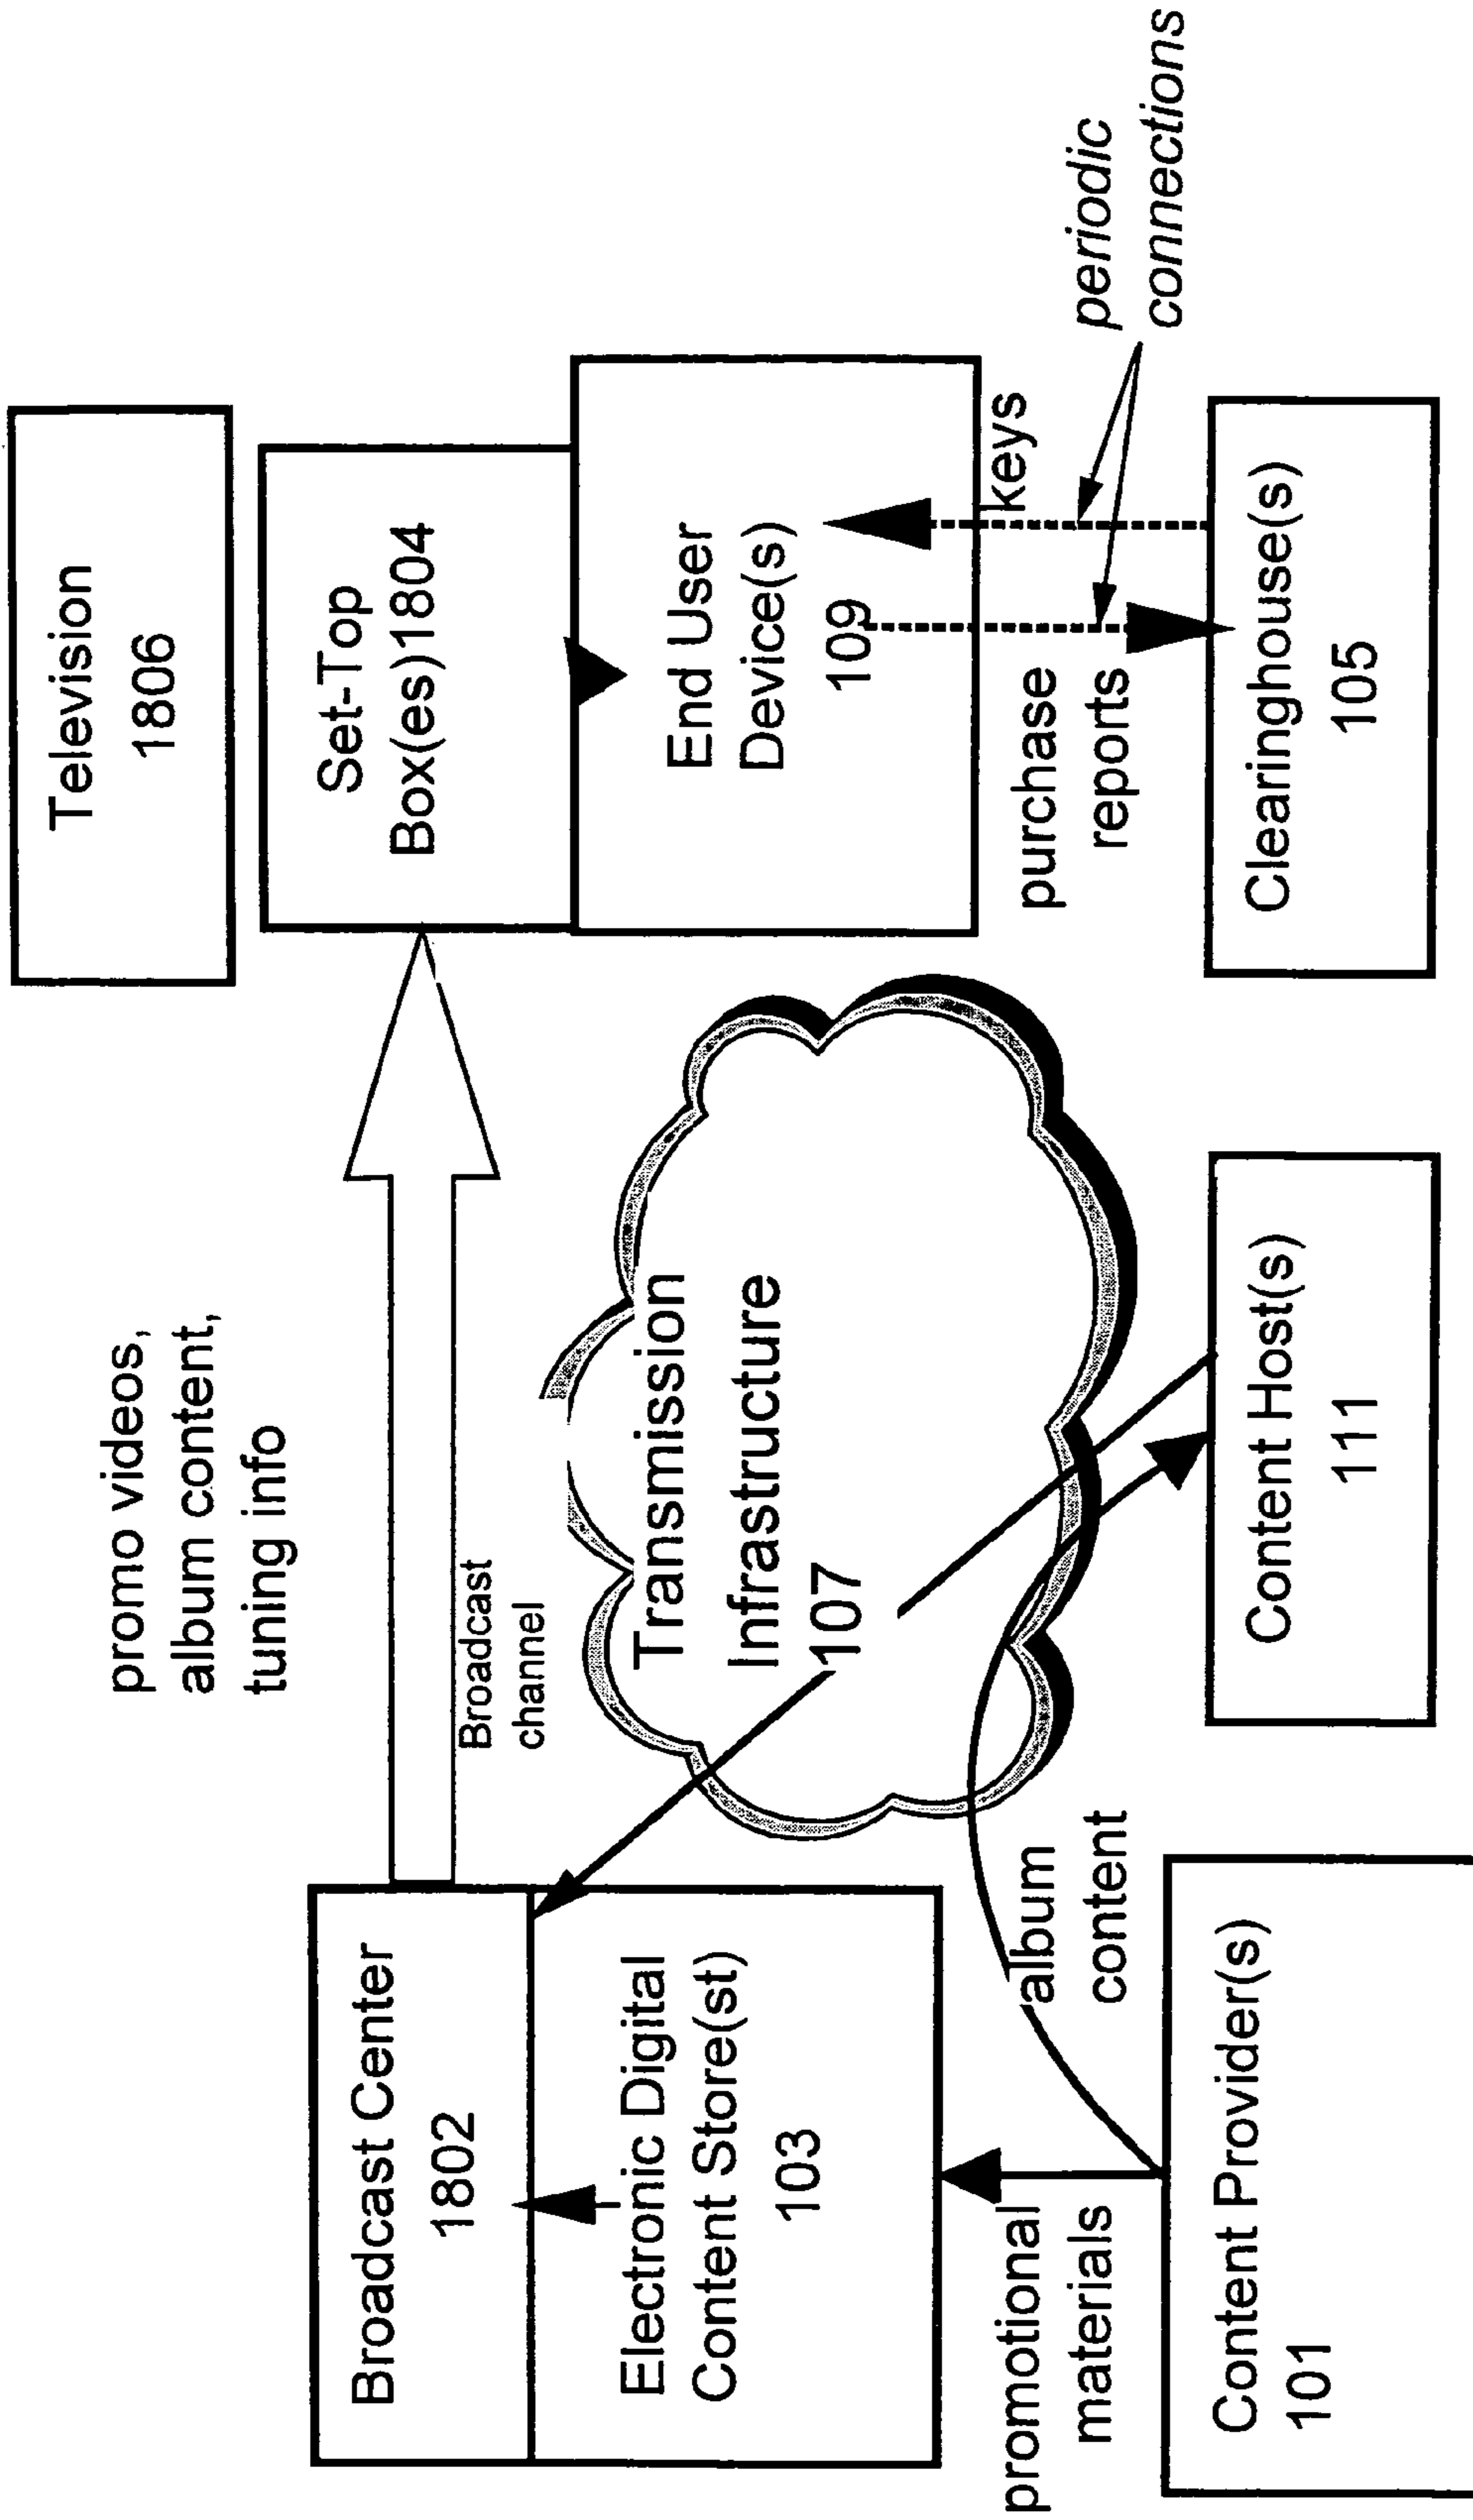 promo videos,
album content,
tuning info
Television
1806
Broadcast Center
1802
Broadcast
channel
Set-Top
Box(es)1804
Electronic Digital
Content Store(st)
103
Transmission
Infrastructure
107
End User
Device(s)
109
promotional
materials
album
content
purchase
reports
keys
periodic
connections
Content Provider(s)
101
Content Host(s)
111
Clearinghouse(s)
105